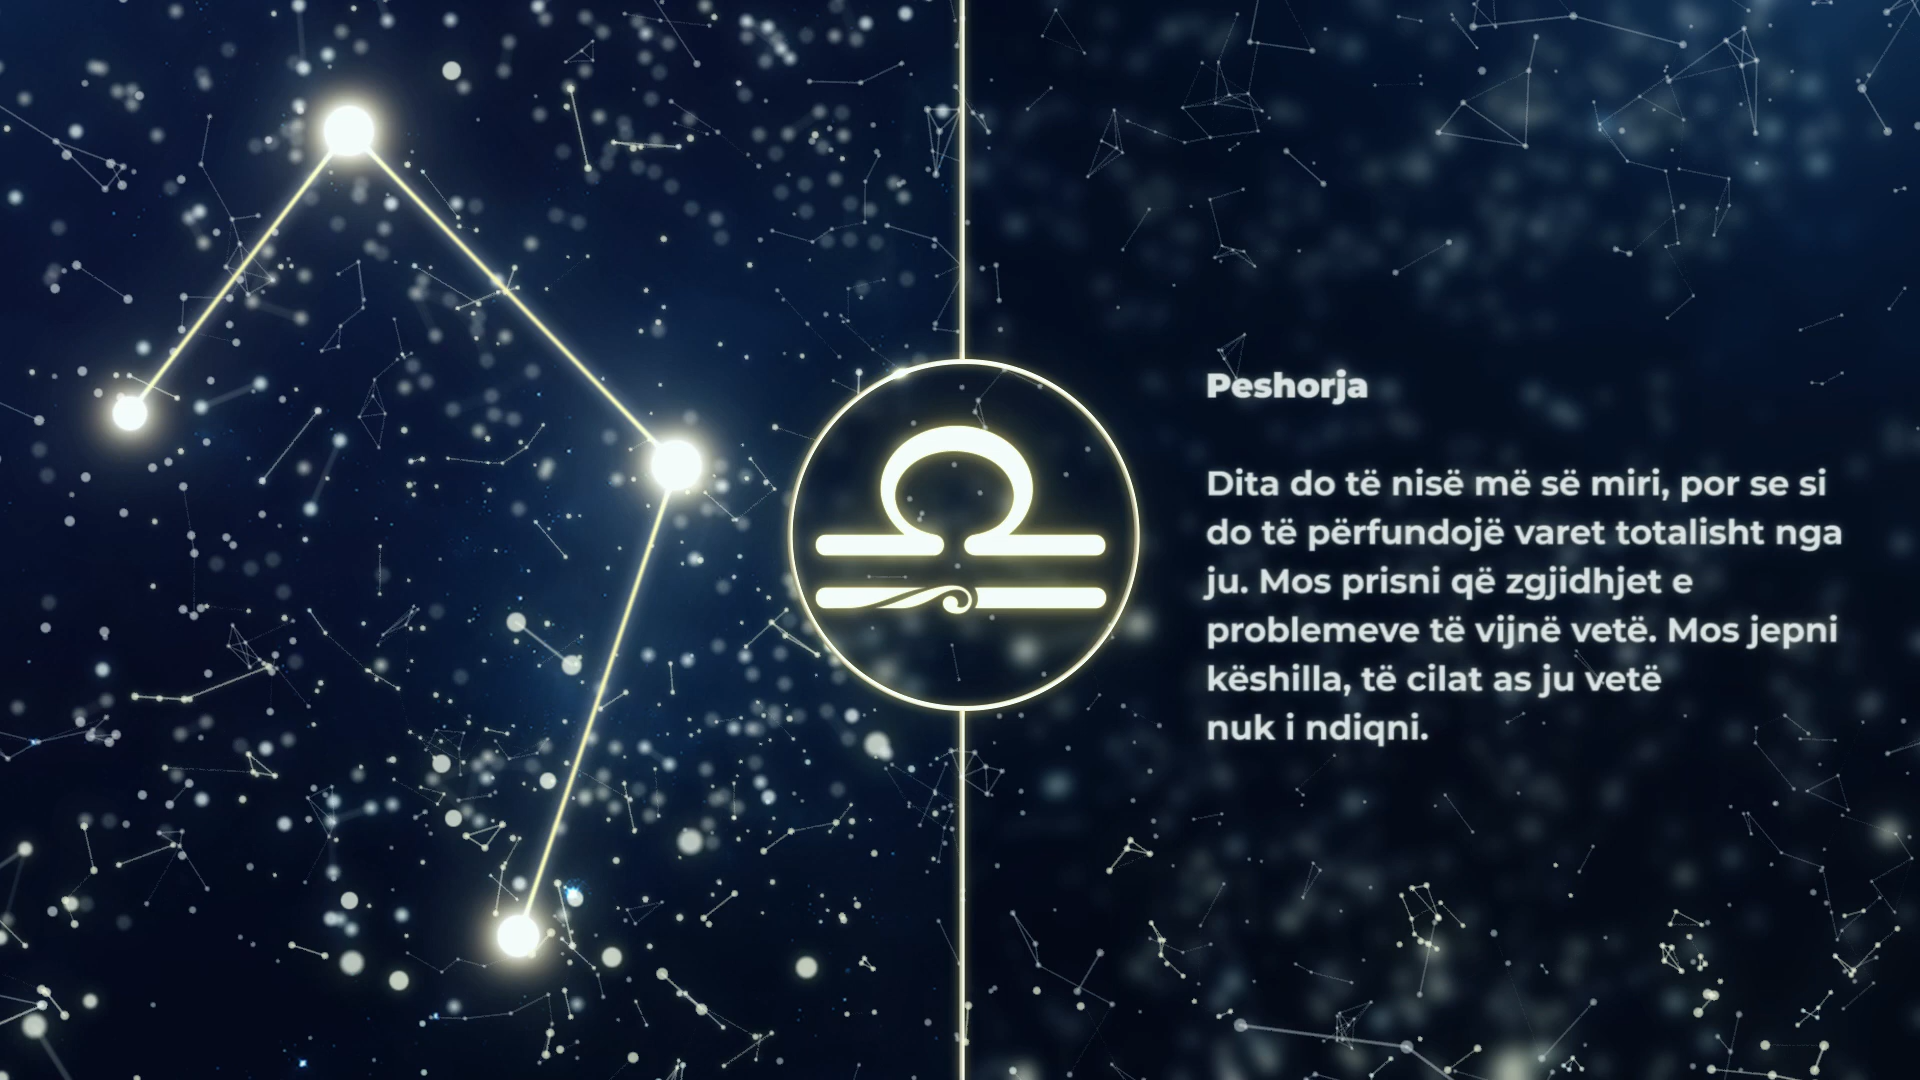 Peshorja
Dita do të nisë më së miri, por se si
do të përfundojë varet totalisht nga
ju. Mos prisni që zgjidhjet e
problemeve të vijnë vetë. Mos jepni
këshilla, të cilat as ju vetë
nuk i ndiqni.